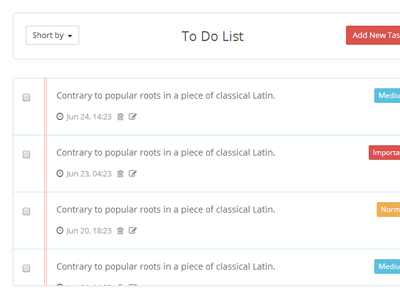 Short by
To Do List
Add New Tas
Contrary to popular roots in a piece of classical Latin.
Mediu
Jun 24, 14:23
Contrary to popular roots in a piece of classical Latin.
Importa
Jun 23, 04:23
Contrary to popular roots in a piece of classical Latin.
Norm
Jun 20, 18:23
Contrary to popular roots in a piece of classical Latin.
Mediu